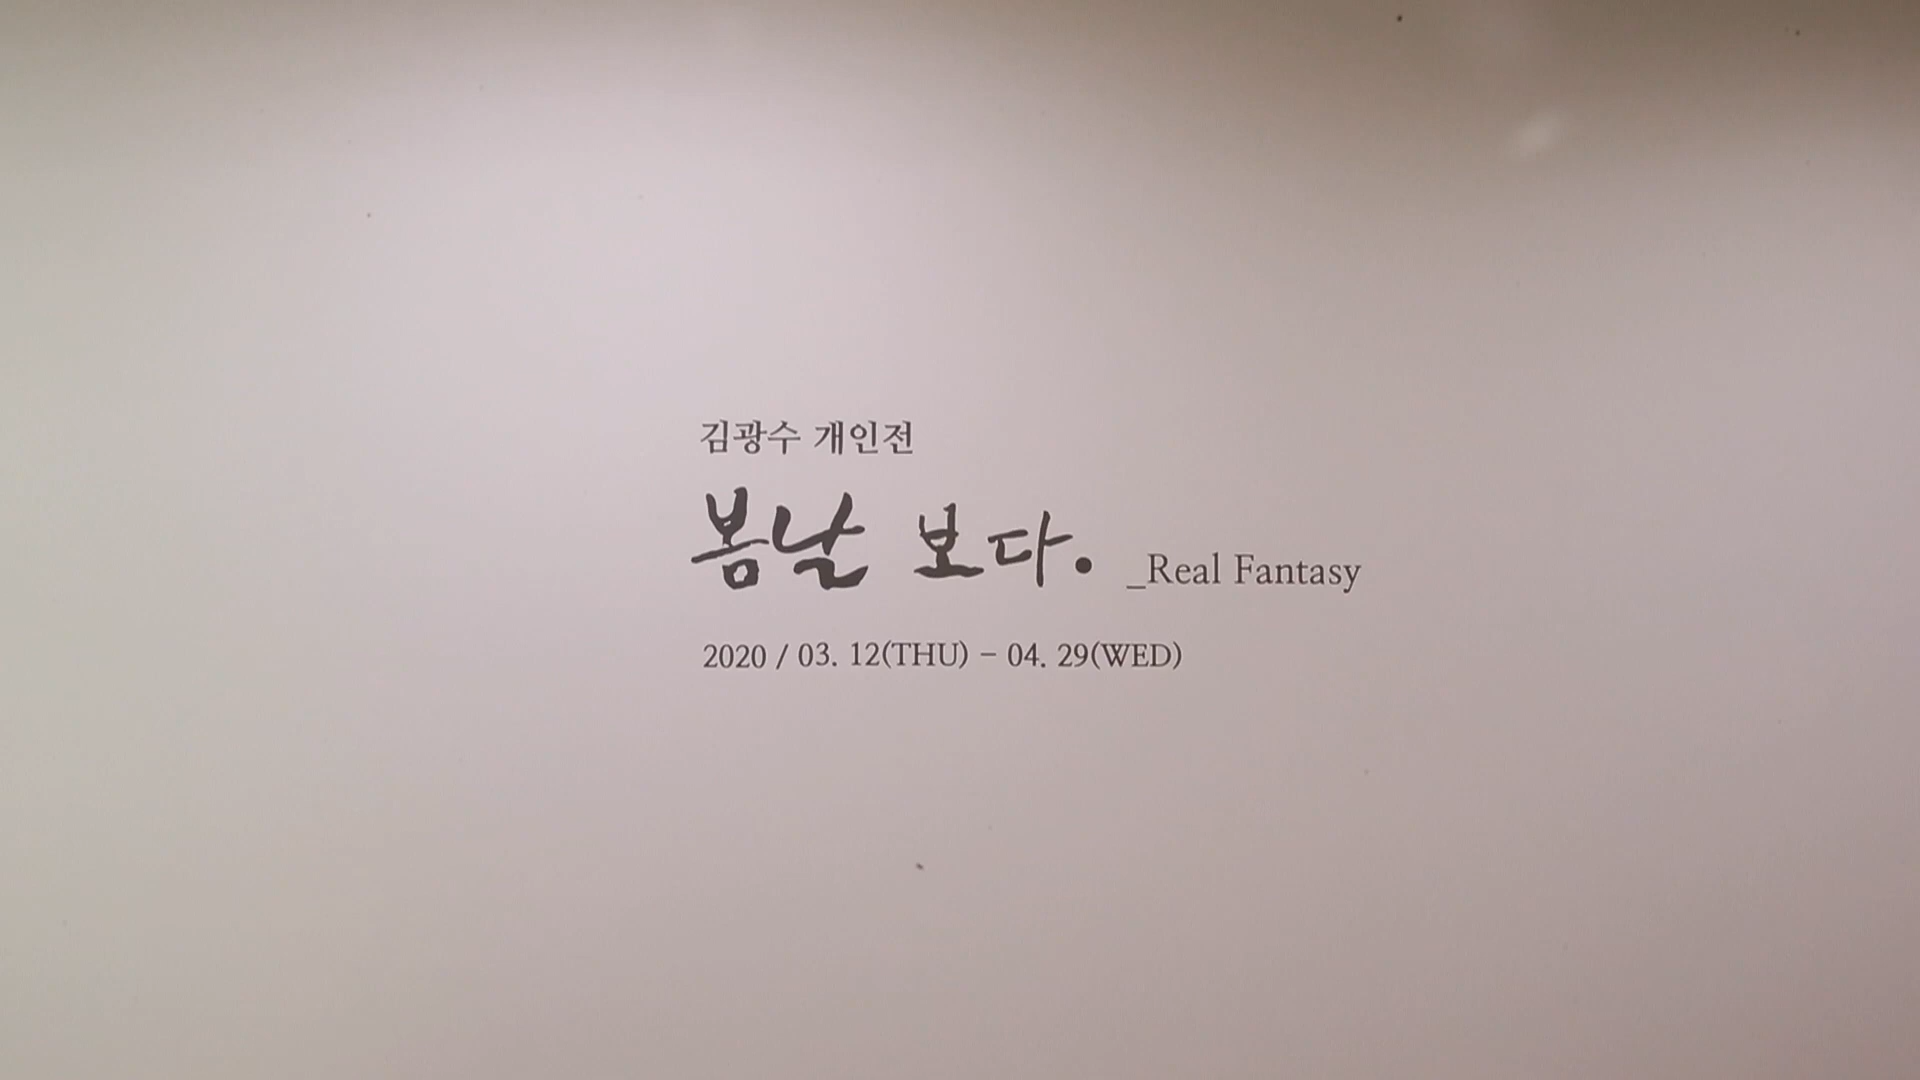 김광수 개인전
봄날 보다. _Real Fantasy
2020 / 03. 12(THU) – 04. 29(WED)